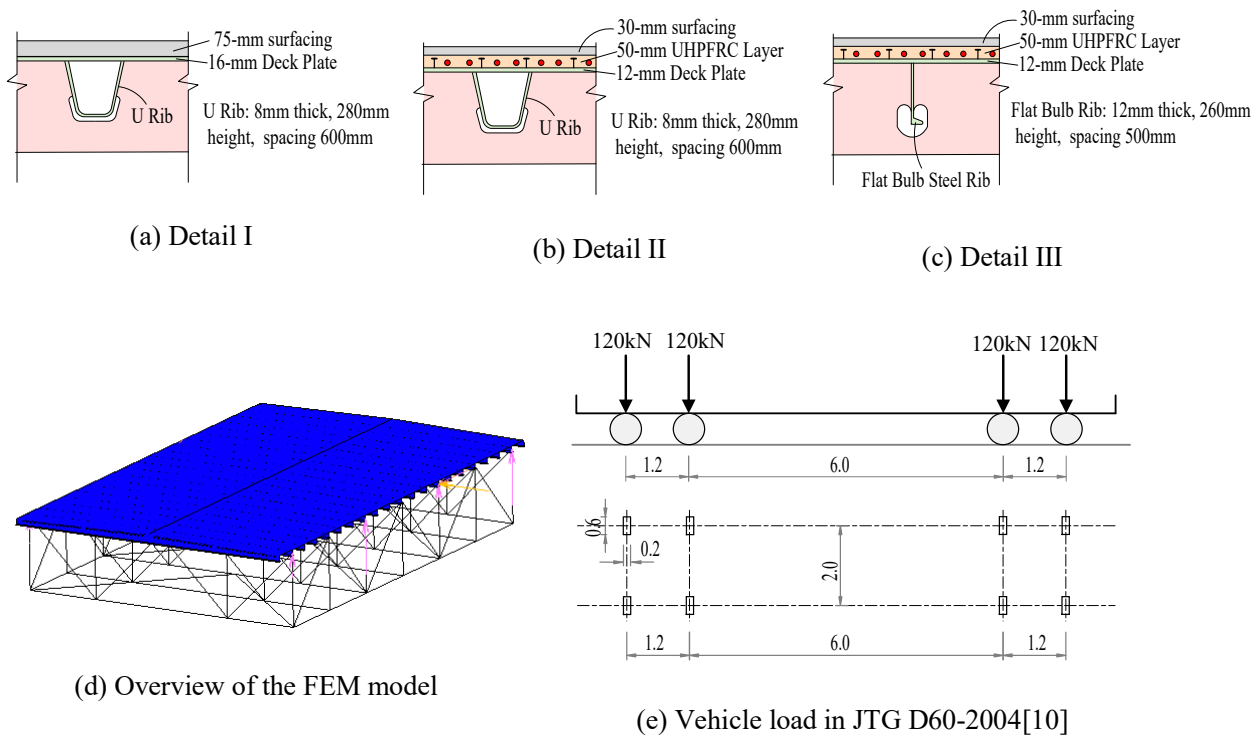 75-mm surfacing
16-mm Deck Plate
U Rib
U Rib: 8mm thick, 280mm
height, spacing 600mm
(a) Detail I
30-mm surfacing
50-mm UHPFRC Layer
12-mm Deck Plate
U Rib
U Rib: 8mm thick, 280mm
height, spacing 600mm
(b) Detail II
30-mm surfacing
50-mm UHPFRC Layer
12-mm Deck Plate
Flat Bulb Rib: 12mm thick, 260mm
height, spacing 500mm
Flat Bulb Steel Rib
(c) Detail III
(d) Overview of the FEM model
120kN 120kN 120kN 120kN
1.2 6.0 1.2
0.6
0.2
2.0
1.2 6.0 1.2
(e) Vehicle load in JTG D60-2004[10]